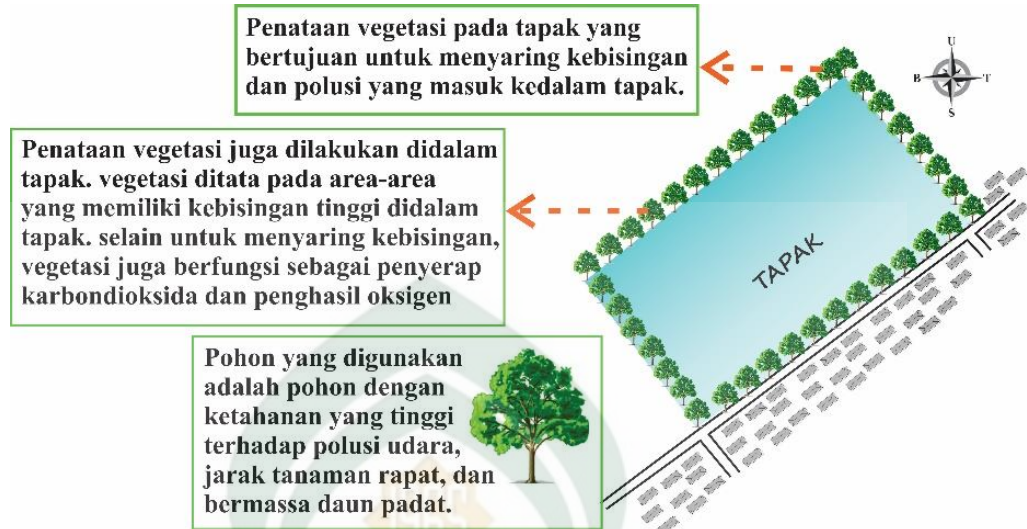 Penataan vegetasi pada tapak yang
bertujuan untuk menyaring kebisingan
dan polusi yang masuk kedalam tapak.
U
B
T
S
Penataan vegetasi juga dilakukan didalam
tapak. vegetasi ditata pada area-area
yang memiliki kebisingan tinggi didalam
tapak. selain untuk menyaring kebisingan,
vegetasi juga berfungsi sebagai penyerap
karbondioksida dan penghasil oksigen
TAPAK
Pohon yang digunakan
adalah pohon dengan
ketahanan yang tinggi
terhadap polusi udara,
jarak tanaman rapat, dan
bermassa daun padat.